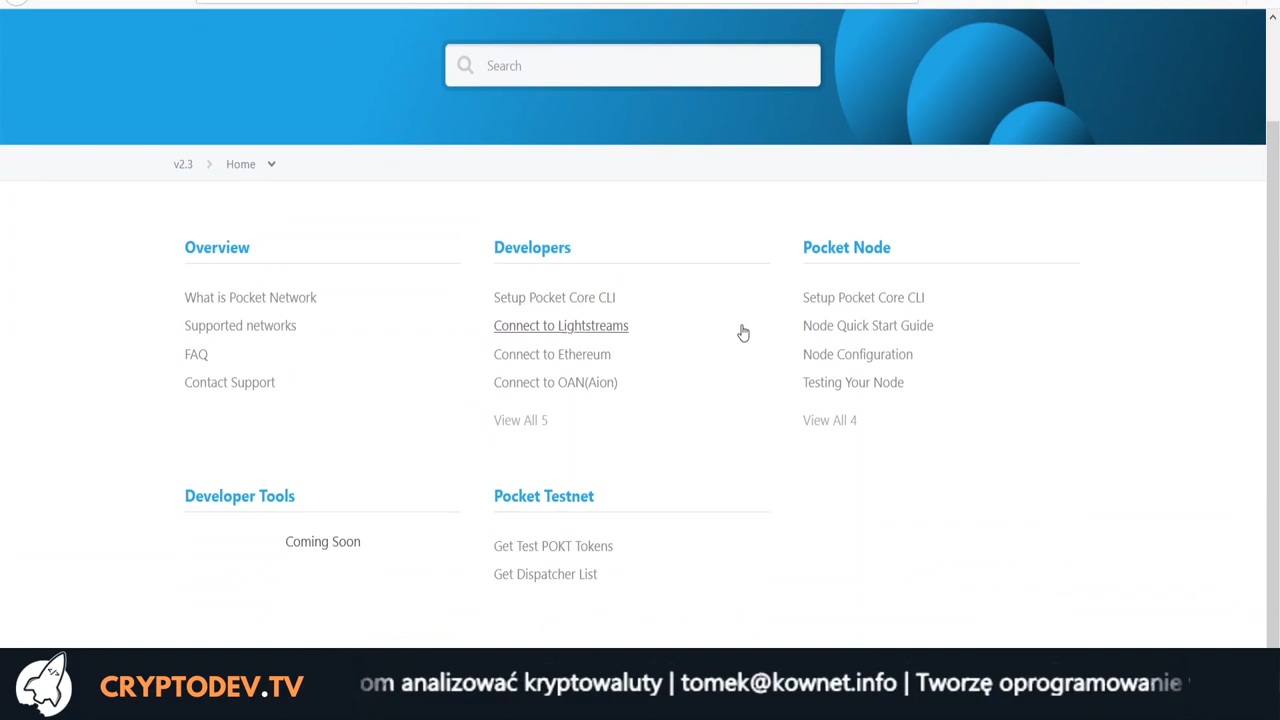 Search
v2.3 Home
Overview
What is Pocket Network
Supported networks
FAQ
Contact Support
Developers
Setup Pocket Core CLI
Connect to Lightstreams
Connect to Ethereum
Connect to OAN(Aion)
View All 5
Pocket Node
Setup Pocket Core CLI
Node Quick Start Guide
Node Configuration
Testing Your Node
View All 4
Developer Tools
Coming Soon
Pocket Testnet
Get Test POKT Tokens
Get Dispatcher List
CRYPTODEV.TV
om analizować kryptowaluty | tomek@kownet.info | Tworzę oprogramowanie